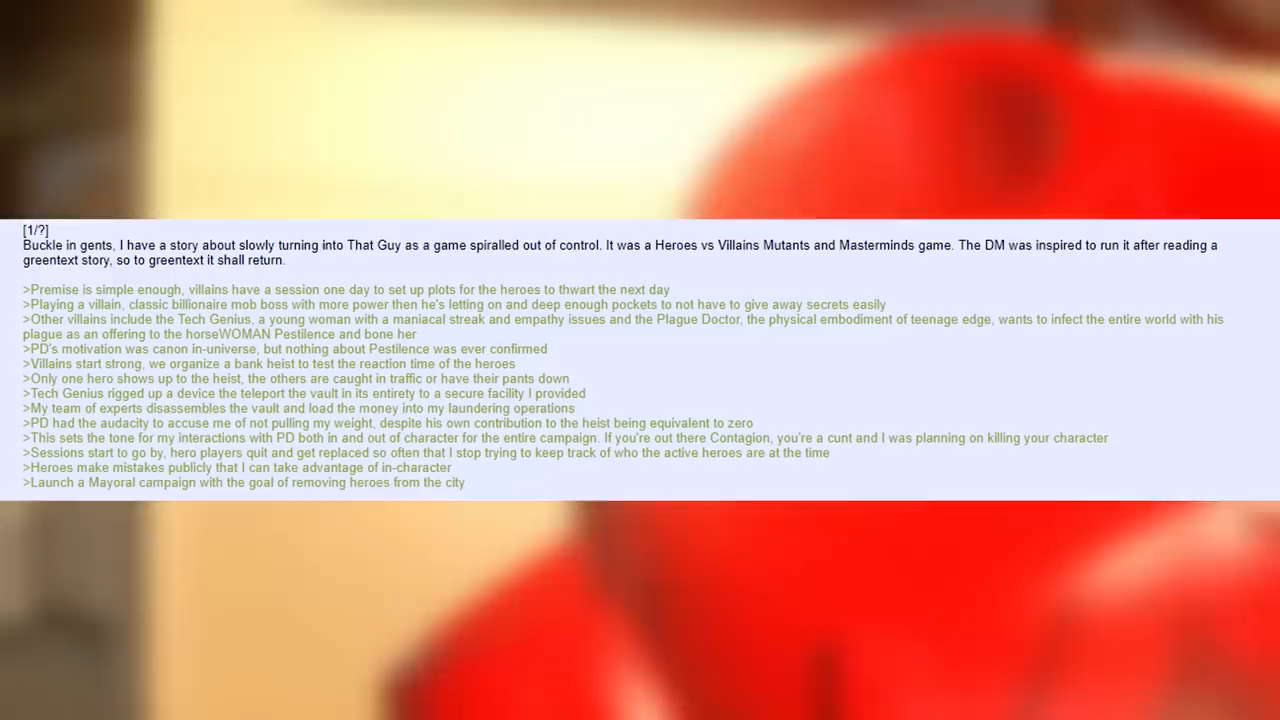 [1/?]
Buckle in gents, I have a story about slowly turning into That Guy as a game spiralled out of control. It was a Heroes vs Villains Mutants and Masterminds game. The DM was inspired to run it after reading a
greentext story, so to greentext it shall return.
>Premise is simple enough, villains have a session one day to set up plots for the heroes to thwart the next day
>Playing a villain, classic billionaire mob boss with more power then he's letting on and deep enough pockets to not have to give away secrets easily
>Other villains include the Tech Genius, a young woman with a maniacal streak and empathy issues and the Plague Doctor, the physical embodiment of teenage edge, wants to infect the entire world with his
plague as an offering to the horseWOMAN Pestilence and bone her
>PD's motivation was canon in-universe, but nothing about Pestilence was ever confirmed
>Villains start strong, we organize a bank heist to test the reaction time of the heroes
>Only one hero shows up to the heist, the others are caught in traffic or have their pants down
>Tech Genius rigged up a device the teleport the vault in its entirety to a secure facility I provided
>My team of experts disassembles the vault and load the money into my laundering operations
>PD had the audacity to accuse me of not pulling my weight, despite his own contribution to the heist being equivalent to zero
>This sets the tone for my interactions with PD both in and out of character for the entire campaign. If you're out there Contagion, you're a cunt and I was planning on killing your character
>Sessions start to go by, hero players quit and get replaced so often that I stop trying to keep track of who the active heroes are at the time
>Heroes make mistakes publicly that I can take advantage of in-character
>Launch a Mayoral campaign with the goal of removing heroes from the city